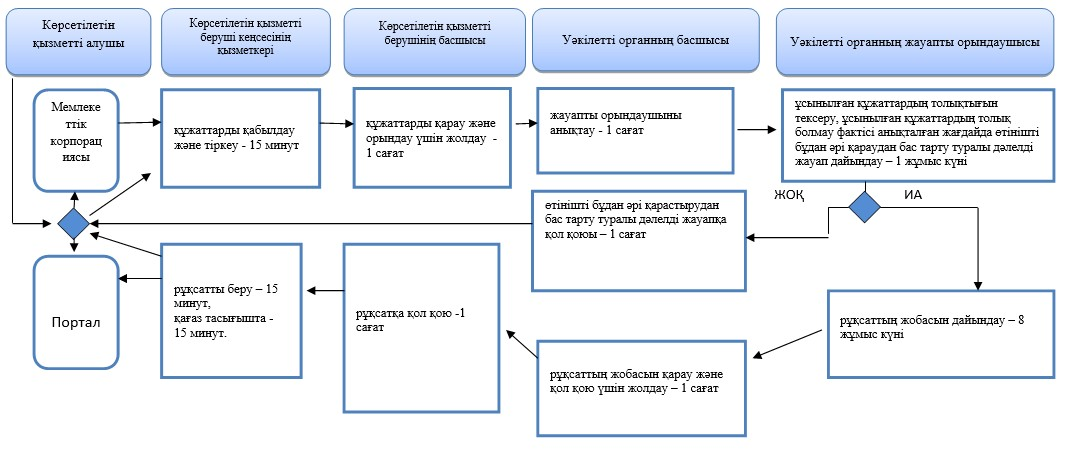 Көрсетілетін
қызметті алушы
Көрсетілетін қызметті
беруші кеңсесінің
қызметкері
Көрсетілетін қызметті
берушінің басшысы
Уәкілетті органның басшысы
Уәкілетті органның жауапты орындаушысы
Мемлеке
ттік
корпорац
иясы
құжаттарды қабылдау
және тіркеу - 15 минут
құжаттарды қарау және
орындау үшін жолдау -
1 сағат
жауапты орындаушыны
анықтау - 1 сағат
ұсынылған құжаттардың толықтығын
тексеру, ұсынылған құжаттардың толық
болмау фактісі анықталған жағдайда өтінішті
бұдан әрі қараудан бас тарту туралы дәлелді
жауап дайындау – 1 жұмыс күні
ЖОҚ
ИА
өтінішті бұдан әрі қарастырудан
бас тарту туралы дәлелді жауапқа
қол қоюы – 1 сағат
Портал
рұқсатты беру – 15
минут,
қағаз тасығышта -
15 минут.
рұқсатқа қол қою -1
сағат
рұқсаттың жобасын қарау және
қол қою үшін жолдау – 1 сағат
рұқсаттың жобасын дайындау – 8
жұмыс күні